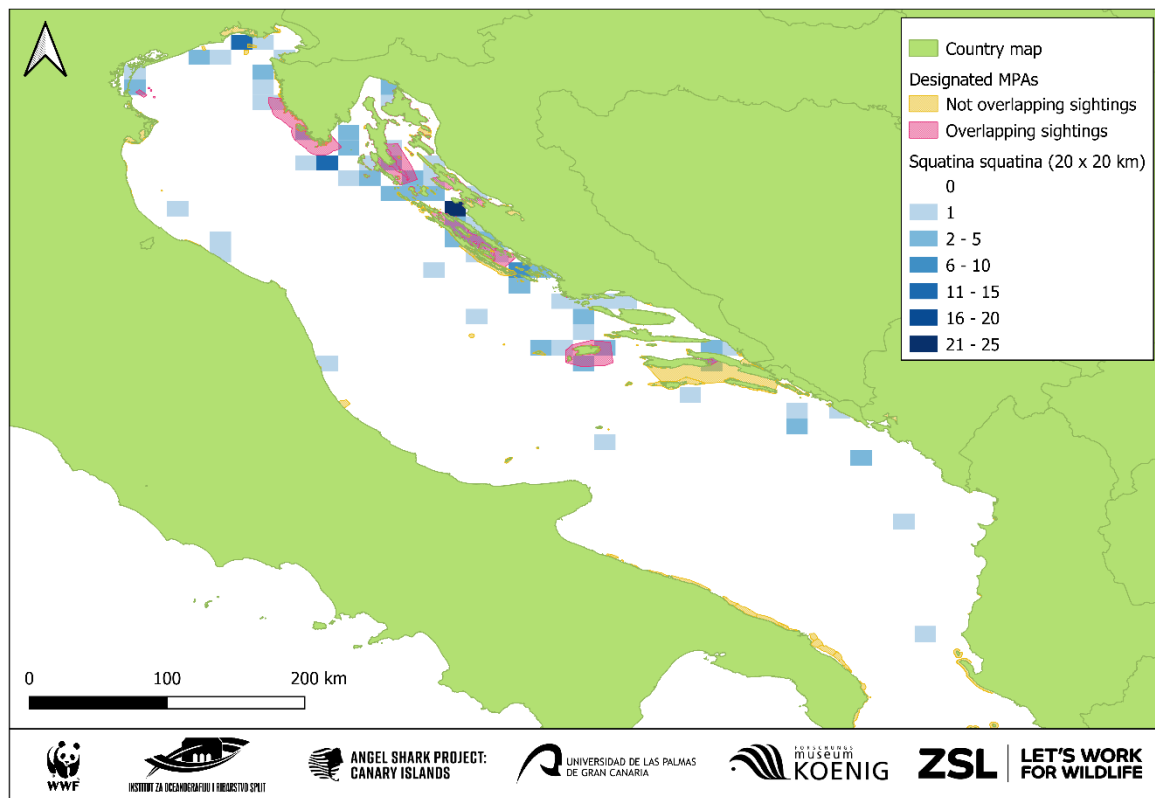 Country map
Designated MPAs
Not overlapping sightings
Overlapping sightings
Squatina squatina (20 x 20 km)
0
1
2 - 5
6 - 10
11 - 15
16 - 20
21 - 25
0 100 200 km
WWF
INSTITUT ZA OCEANOGRAFIJU I RIBARSTVO SPLIT
ANGEL SHARK PROJECT:
CANARY ISLANDS
UNIVERSIDAD DE LAS PALMAS
DE GRAN CANARIA
FORSCHUNGS
museum
KOENIG
ZSL
LET'S WORK
FOR WILDLIFE